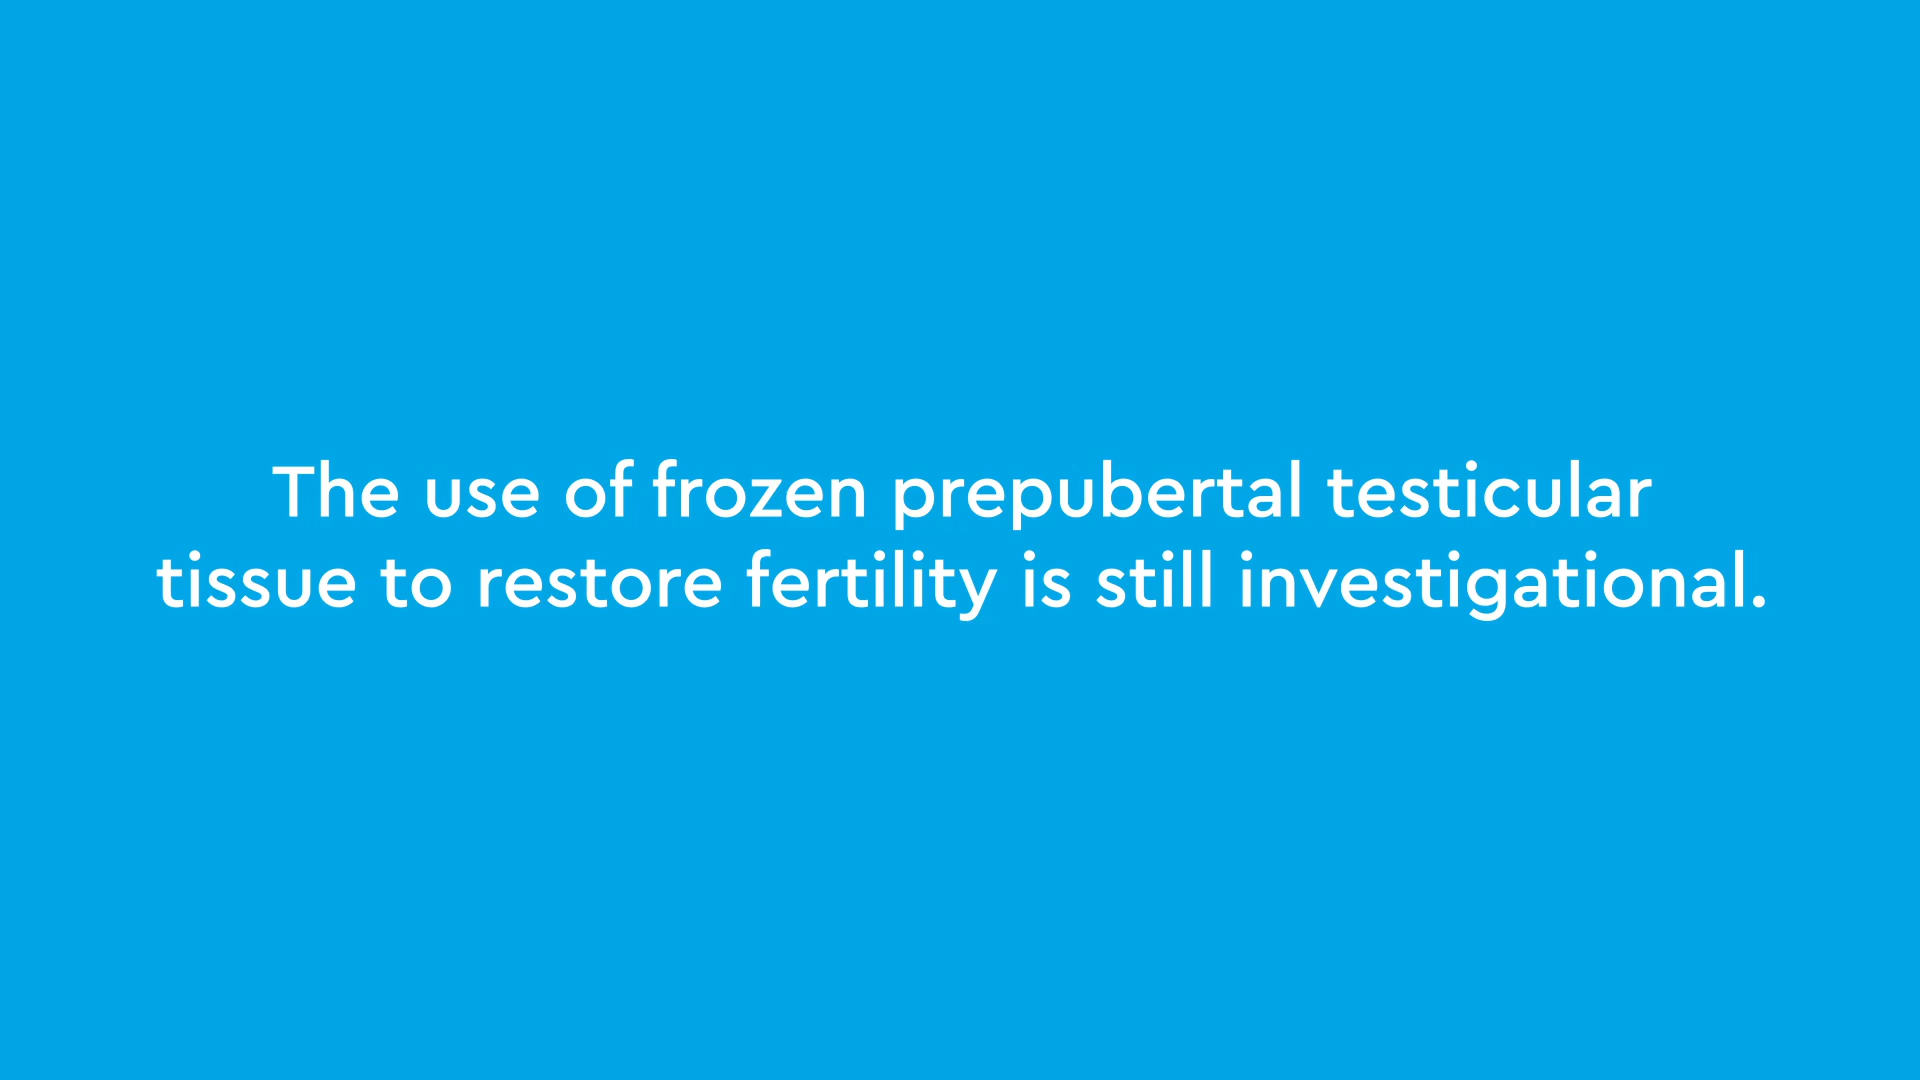 The use of frozen prepubertal testicular
tissue to restore fertility is still investigational.